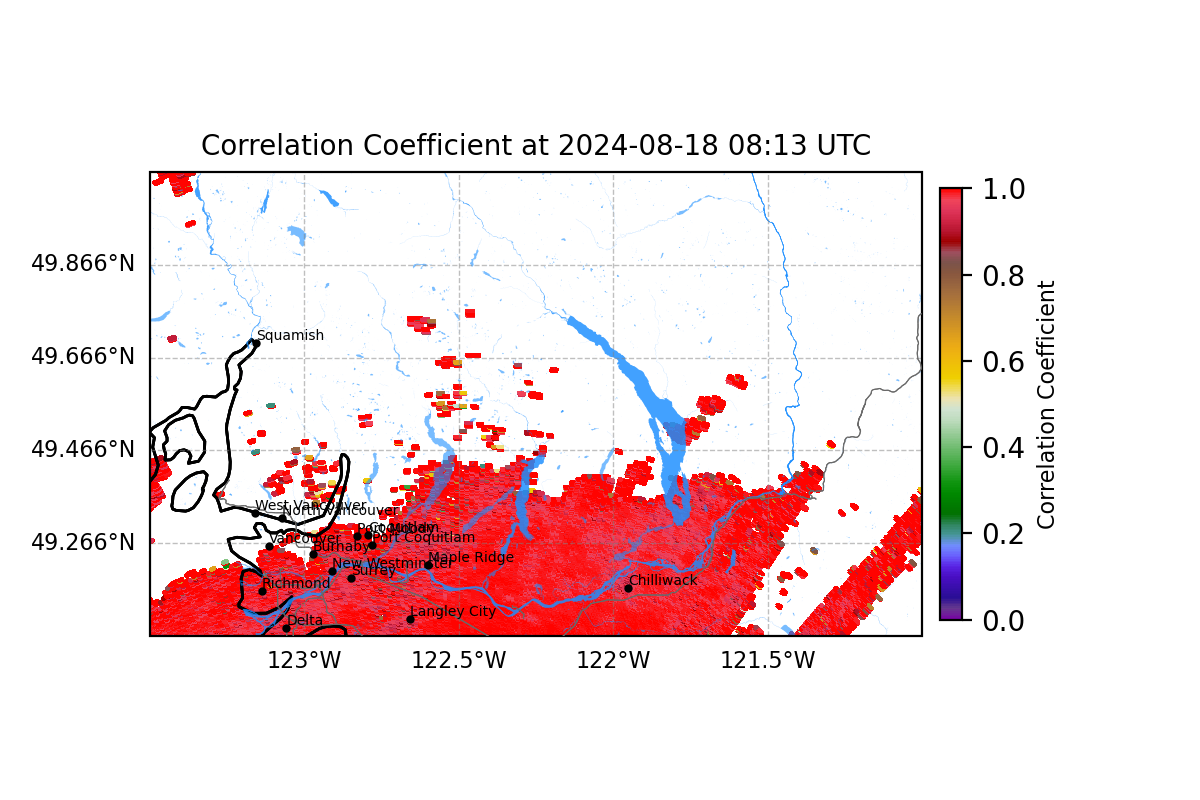 Correlation Coefficient at 2024-08-18 08:13 UTC
1.0
49.866°N
0.8
Squamish
49.666°N
0.6
Correlation Coefficient
49.466°N
0.4
West Vancouver
North Vancouver
Port Moody
Coquitlam
Vancouver
Port Coquitlam
49.266°N
0.2
Burnaby
Maple Ridge
New Westminster
Surrey
Richmond
Chilliwack
Langley City
Delta
0.0
123°W
122.5°W
122°W
121.5°W